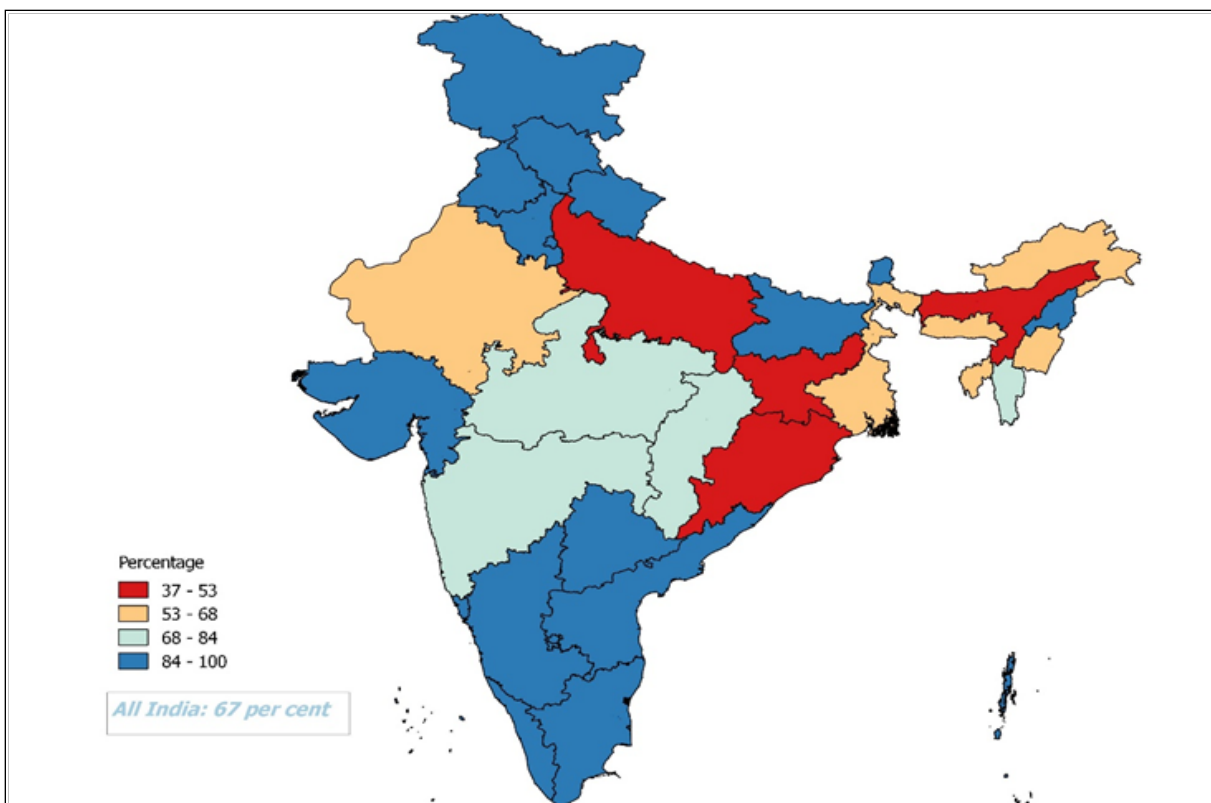 Percentage
37 - 53
53 - 68
68 - 84
84 - 100
All India: 67 per cent